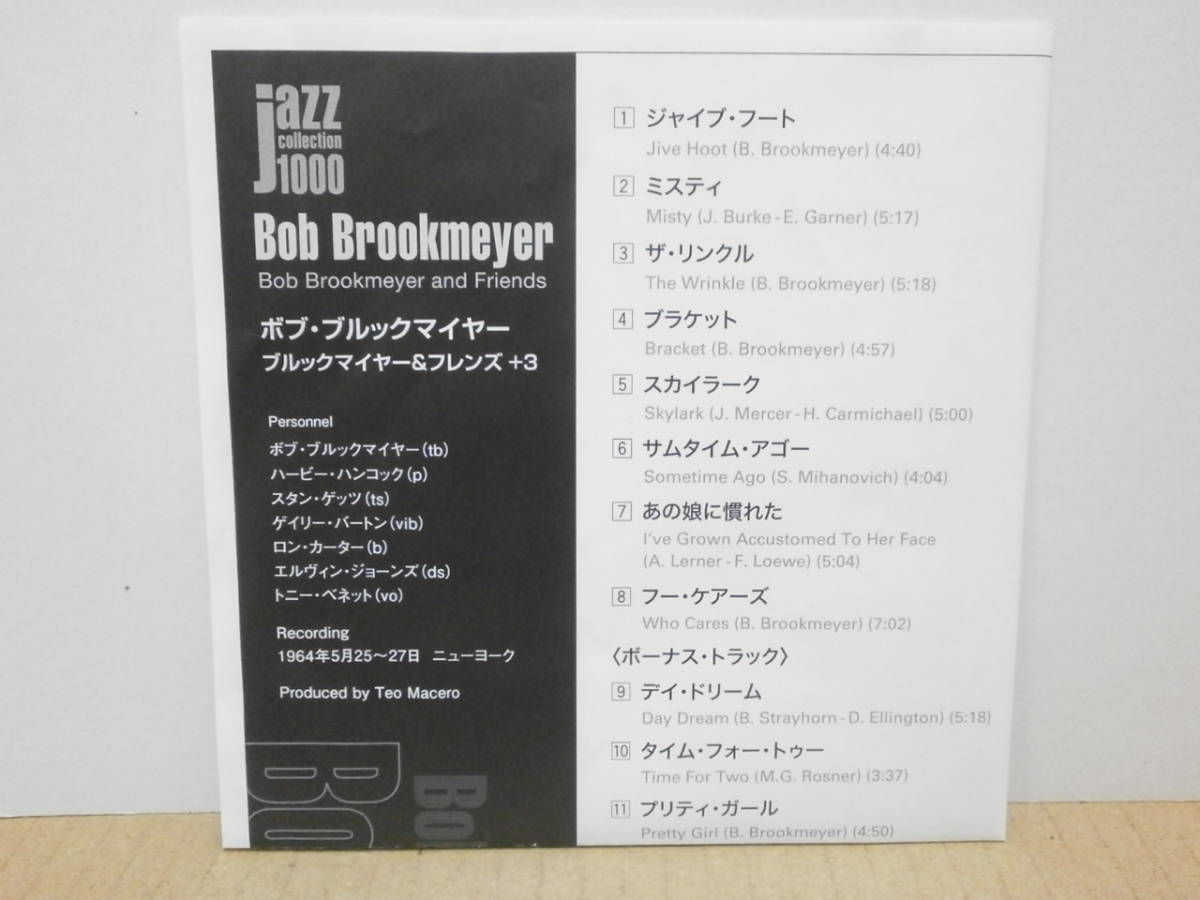 jazz
collection
1000
Bob Brookmeyer
Bob Brookmeyer and Friends
ボブ・ブルックマイヤー
ブルックマイヤー&フレンズ +3
Personnel
ボブ・ブルックマイヤー(tb)
ハービー・ハンコック(p)
スタン・ゲッツ(ts)
ゲイリー・バートン(vib)
ロン・カーター(b)
エルヴィン・ジョーンズ(ds)
トニー・ベネット(vo)
Recording
1964年5月25〜27日 ニューヨーク
Produced by Teo Macero
BO
BO
1 ジャイブ・フート
Jive Hoot (B. Brookmeyer) (4:40)
2 ミスティ
Misty (J. Burke - E. Garner) (5:17)
3 ザ・リンクル
The Wrinkle (B. Brookmeyer) (5:18)
4 ブラケット
Bracket (B. Brookmeyer) (4:57)
5 スカイラーク
Skylark (J. Mercer - H. Carmichael) (5:00)
6 サムタイム・アゴー
Sometime Ago (S. Mihanovich) (4:04)
7 あの娘に慣れた
I've Grown Accustomed To Her Face
(A. Lerner - F. Loewe) (5:04)
8 フー・ケアーズ
Who Cares (B. Brookmeyer) (7:02)
〈ボーナス・トラック〉
9 デイ・ドリーム
Day Dream (B. Strayhorn - D. Ellington) (5:18)
10 タイム・フォー・トゥー
Time For Two (M.G. Rosner) (3:37)
11 プリティ・ガール
Pretty Girl (B. Brookmeyer) (4:50)